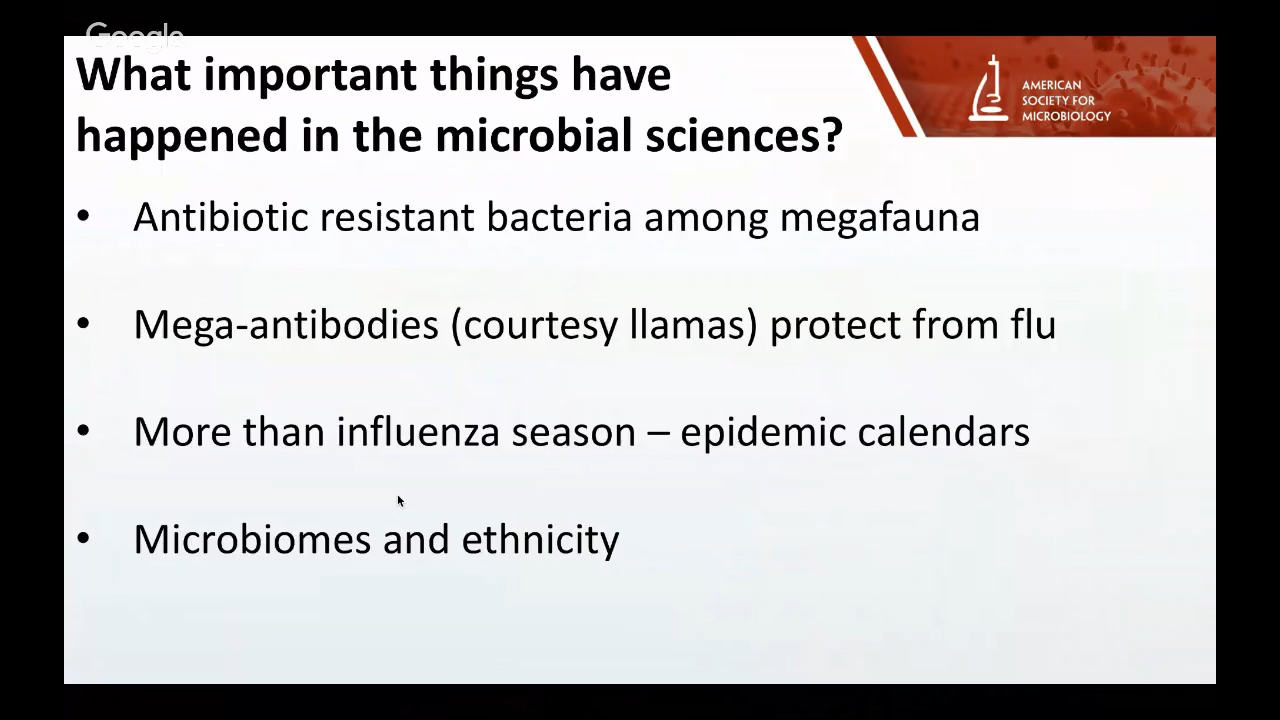 Google
What important things have
happened in the microbial sciences?
AMERICAN
SOCIETY FOR
MICROBIOLOGY
• Antibiotic resistant bacteria among megafauna
• Mega-antibodies (courtesy llamas) protect from flu
• More than influenza season – epidemic calendars
• Microbiomes and ethnicity